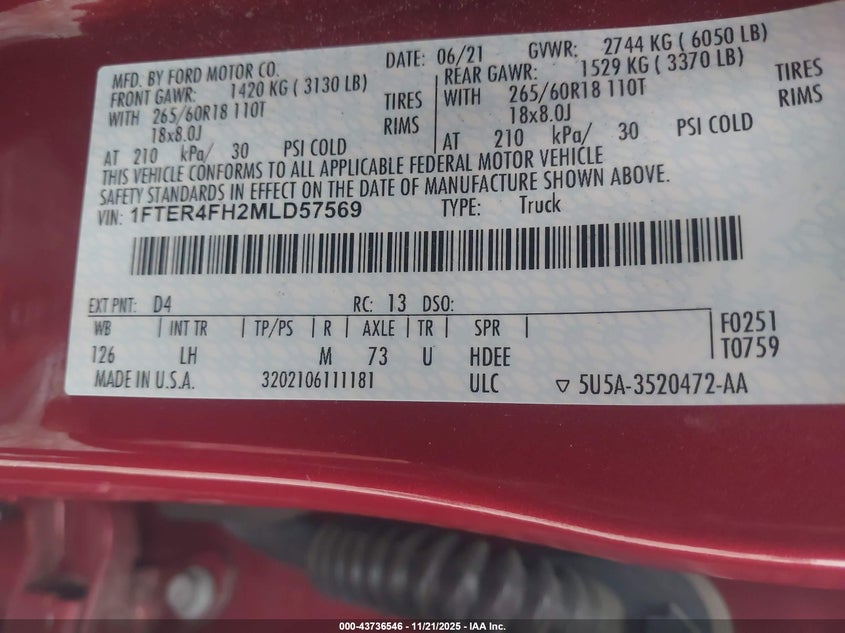 MFD. BY FORD MOTOR CO. DATE: 06/21 GVWR: 2744 KG ( 6050 LB)
FRONT GAWR: 1420 KG ( 3130 LB) REAR GAWR: 1529 KG ( 3370 LB)
WITH 265/60R18 110T TIRES WITH 265/60R18 110T TIRES
18x8.0J RIMS 18x8.0J RIMS
AT 210 kPa/ 30 PSI COLD AT 210 kPa/ 30 PSI COLD
THIS VEHICLE CONFORMS TO ALL APPLICABLE FEDERAL MOTOR VEHICLE
SAFETY STANDARDS IN EFFECT ON THE DATE OF MANUFACTURE SHOWN ABOVE.
VIN: 1FTER4FH2MLD57569 TYPE: Truck
EXT PNT: D4 RC: 13 DSO:
WB INT TR TP/PS R AXLE TR SPR F0251
126 LH M 73 U HDEE T0759
MADE IN U.S.A. 3202106111181 ULC ▽ 5U5A-3520472-AA
000-43736546 - 11/21/2025 - IAA Inc.